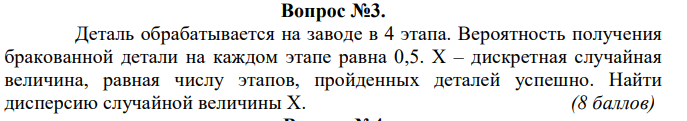 Вопрос №3.
Деталь обрабатывается на заводе в 4 этапа. Вероятность получения
бракованной детали на каждом этапе равна 0,5. X – дискретная случайная
величина, равная числу этапов, пройденных деталей успешно. Найти
дисперсию случайной величины X. (8 баллов)